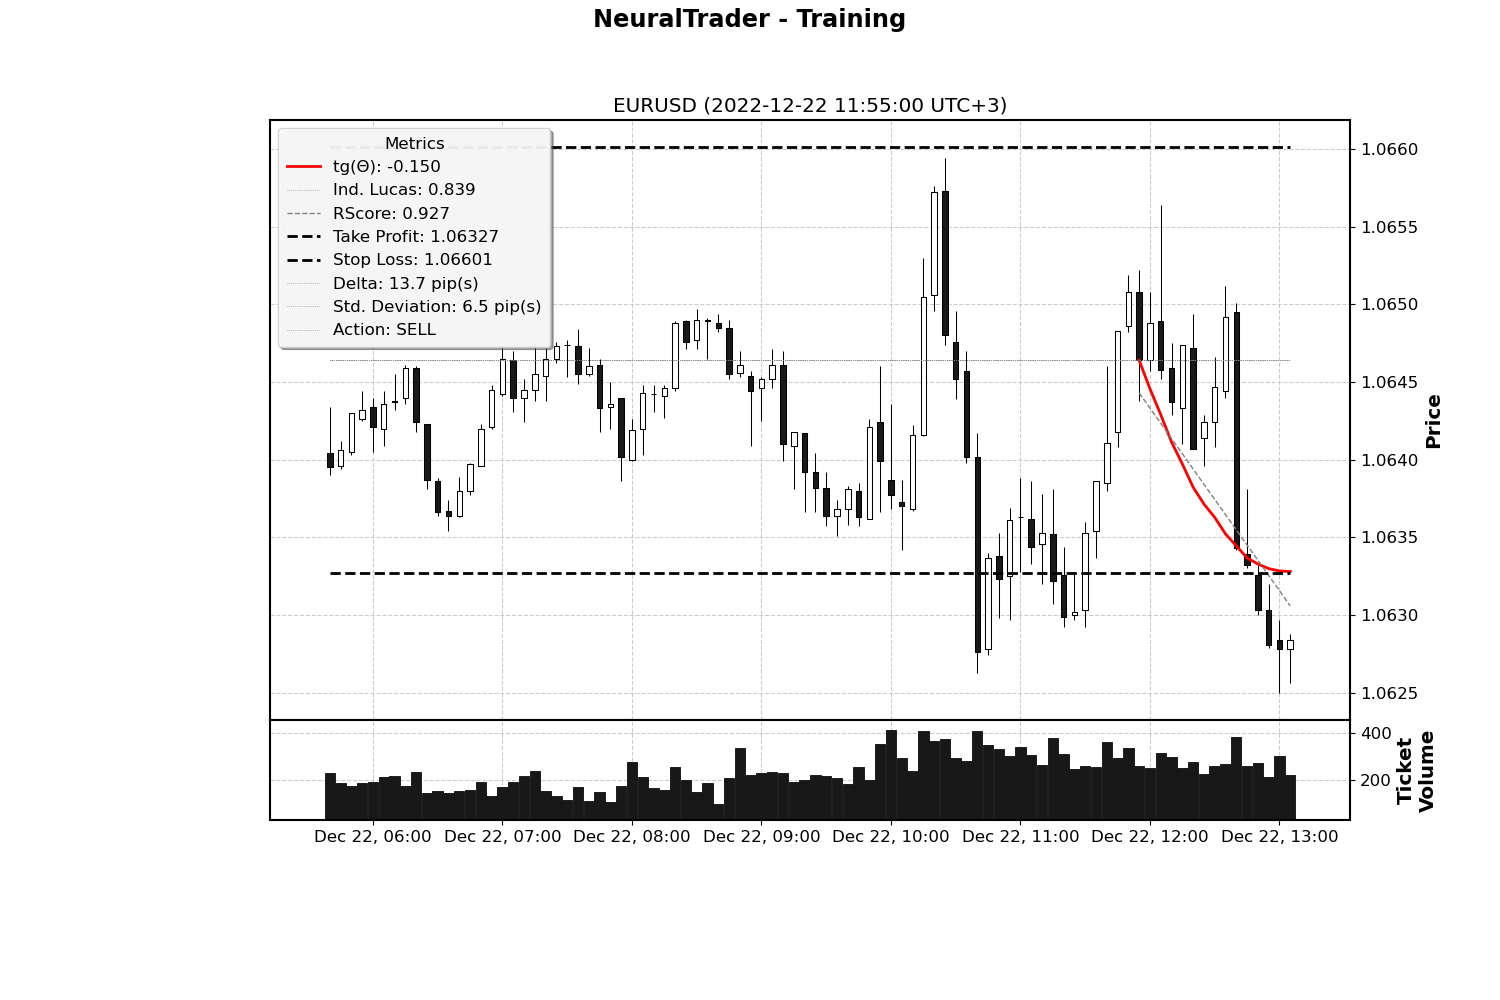 NeuralTrader - Training
EURUSD (2022-12-22 11:55:00 UTC+3)
Metrics
tg(Θ): -0.150
Ind. Lucas: 0.839
RScore: 0.927
Take Profit: 1.06327
Stop Loss: 1.06601
Delta: 13.7 pip(s)
Std. Deviation: 6.5 pip(s)
Action: SELL
1.0660
1.0655
1.0650
1.0645
1.0640
1.0635
1.0630
1.0625
Price
400
200
Ticket
Volume
Dec 22, 06:00 Dec 22, 07:00 Dec 22, 08:00 Dec 22, 09:00 Dec 22, 10:00 Dec 22, 11:00 Dec 22, 12:00 Dec 22, 13:00